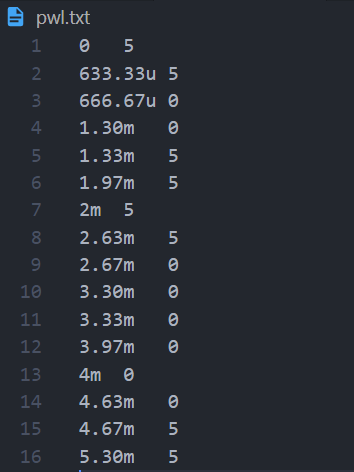 pwl.txt
1 0 5
2 633.33u 5
3 666.67u 0
4 1.30m 0
5 1.33m 5
6 1.97m 5
7 2m 5
8 2.63m 5
9 2.67m 0
10 3.30m 0
11 3.33m 0
12 3.97m 0
13 4m 0
14 4.63m 0
15 4.67m 5
16 5.30m 5